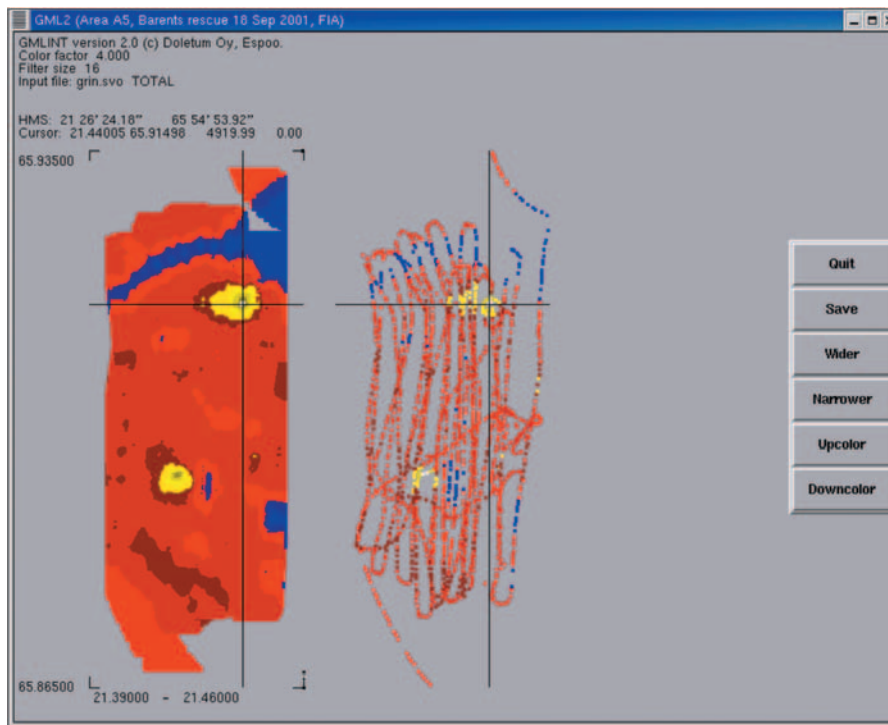 GML2 (Area A5, Barents rescue 18 Sep 2001, FIA)
GMLINT version 2.0 (c) Doletum Oy, Espoo.
Color factor 4.000
Filter size 16
Input file: grin.svo TOTAL
HMS: 21 26' 24.18" 65 54' 53.92"
Cursor: 21.44005 65.91498 4919.99 0.00
65.93500
Quit
Save
Wider
Narrower
Upcolor
Downcolor
65.86500
21.39000 - 21.46000